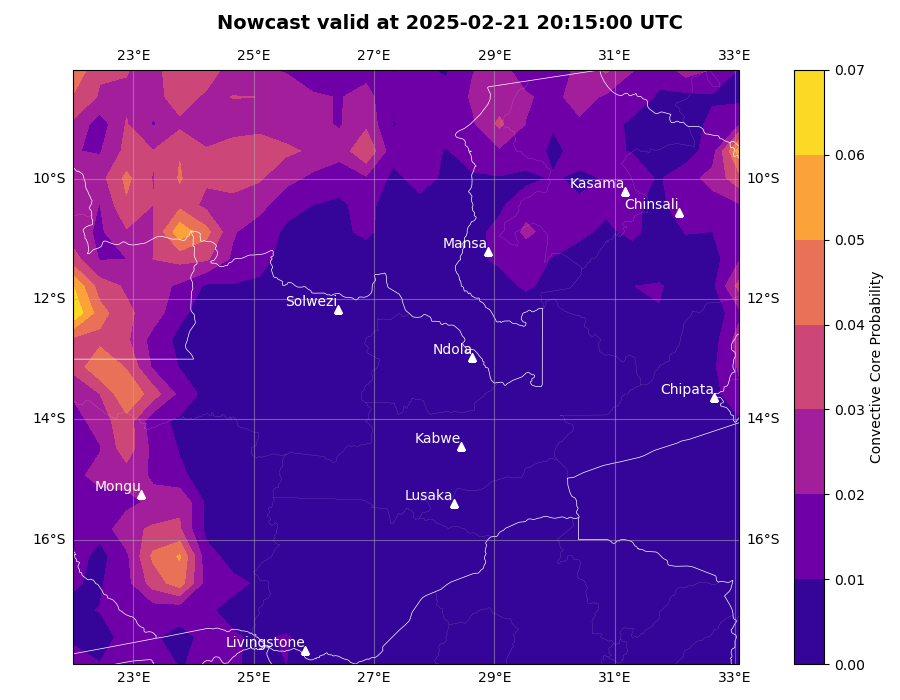 Nowcast valid at 2025-02-21 20:15:00 UTC
23°E 25°E 27°E 29°E 31°E 33°E
0.07
0.06
10°S 10°S
Kasama
Chinsali
0.05
Mansa
12°S 12°S
Solwezi
0.04
Ndola
Convective Core Probability
Chipata
0.03
14°S 14°S
Kabwe
Mongu
Lusaka
0.02
16°S 16°S
0.01
Livingstone
0.00
23°E 25°E 27°E 29°E 31°E 33°E